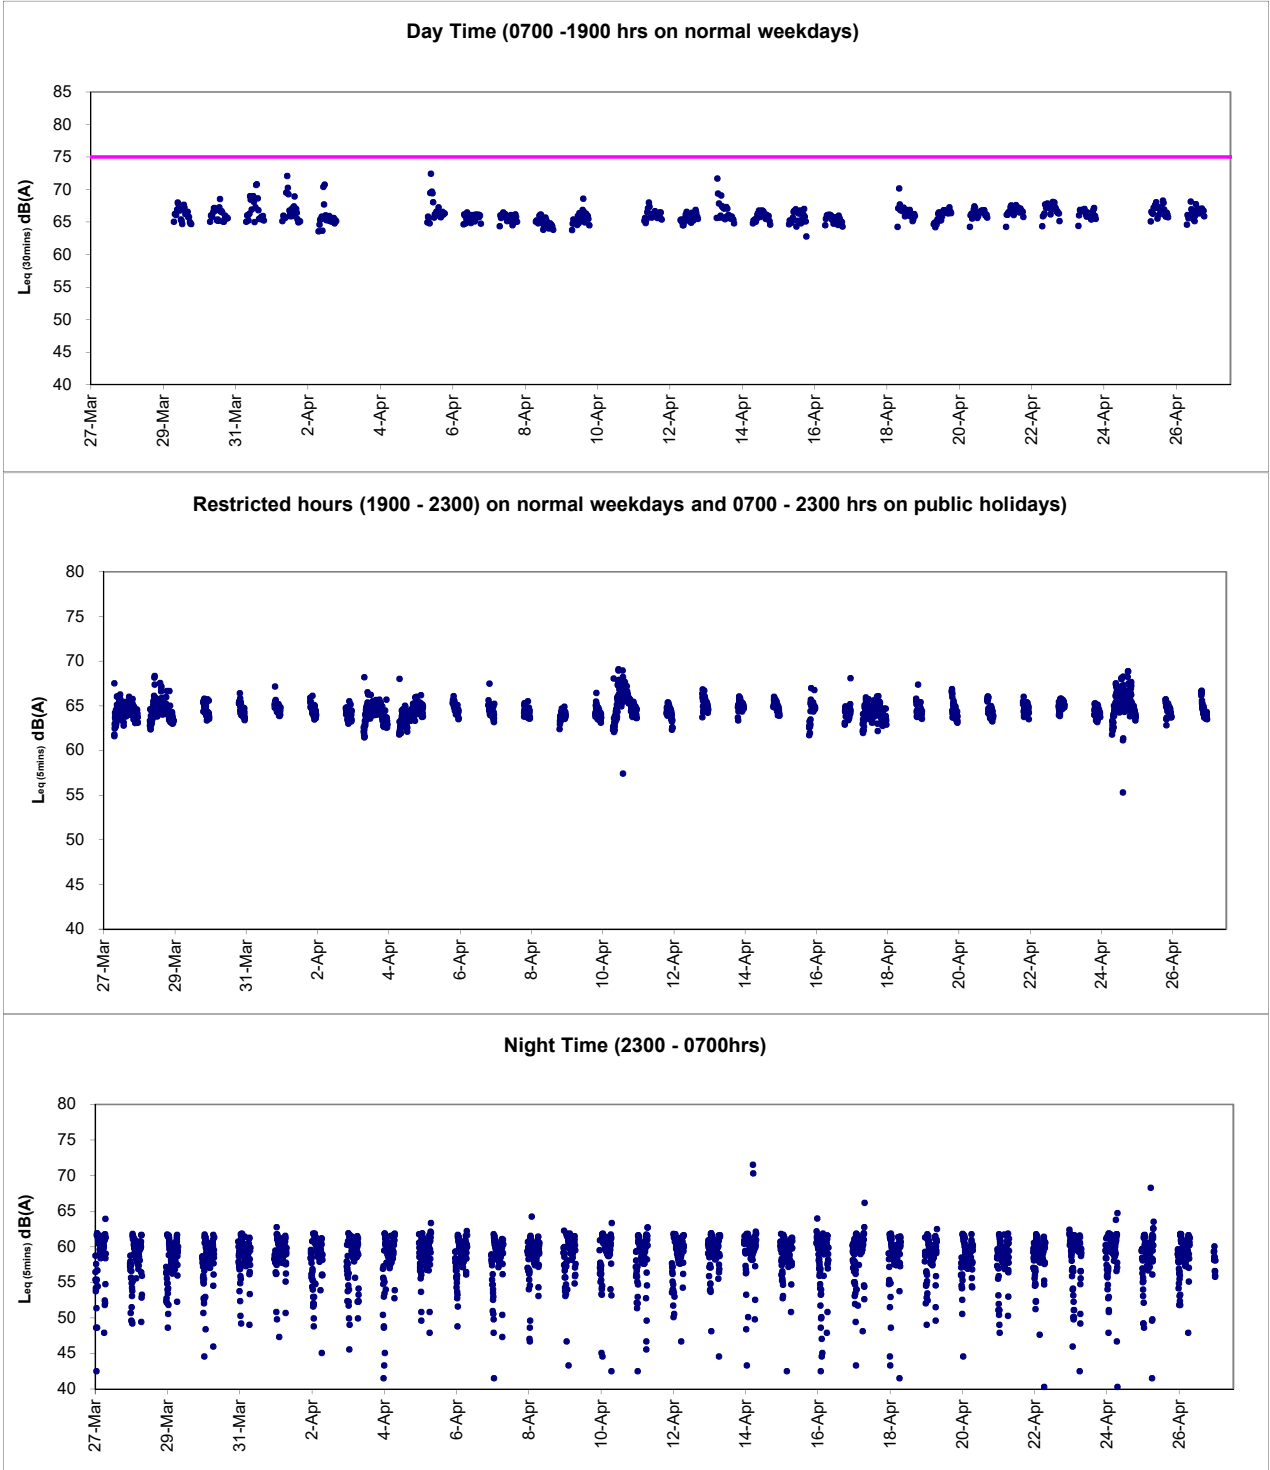 Day Time (0700 -1900 hrs on normal weekdays)
85
80
75
70
65
60
55
50
45
40
Leq (30mins) dB(A)
27-Mar
29-Mar
31-Mar
2-Apr
4-Apr
6-Apr
8-Apr
10-Apr
12-Apr
14-Apr
16-Apr
18-Apr
20-Apr
22-Apr
24-Apr
26-Apr
Restricted hours (1900 - 2300) on normal weekdays and 0700 - 2300 hrs on public holidays)
80
75
70
65
60
55
50
45
40
Leq (5mins) dB(A)
27-Mar
29-Mar
31-Mar
2-Apr
4-Apr
6-Apr
8-Apr
10-Apr
12-Apr
14-Apr
16-Apr
18-Apr
20-Apr
22-Apr
24-Apr
26-Apr
Night Time (2300 - 0700hrs)
80
75
70
65
60
55
50
45
40
Leq (5mins) dB(A)
27-Mar
29-Mar
31-Mar
2-Apr
4-Apr
6-Apr
8-Apr
10-Apr
12-Apr
14-Apr
16-Apr
18-Apr
20-Apr
22-Apr
24-Apr
26-Apr